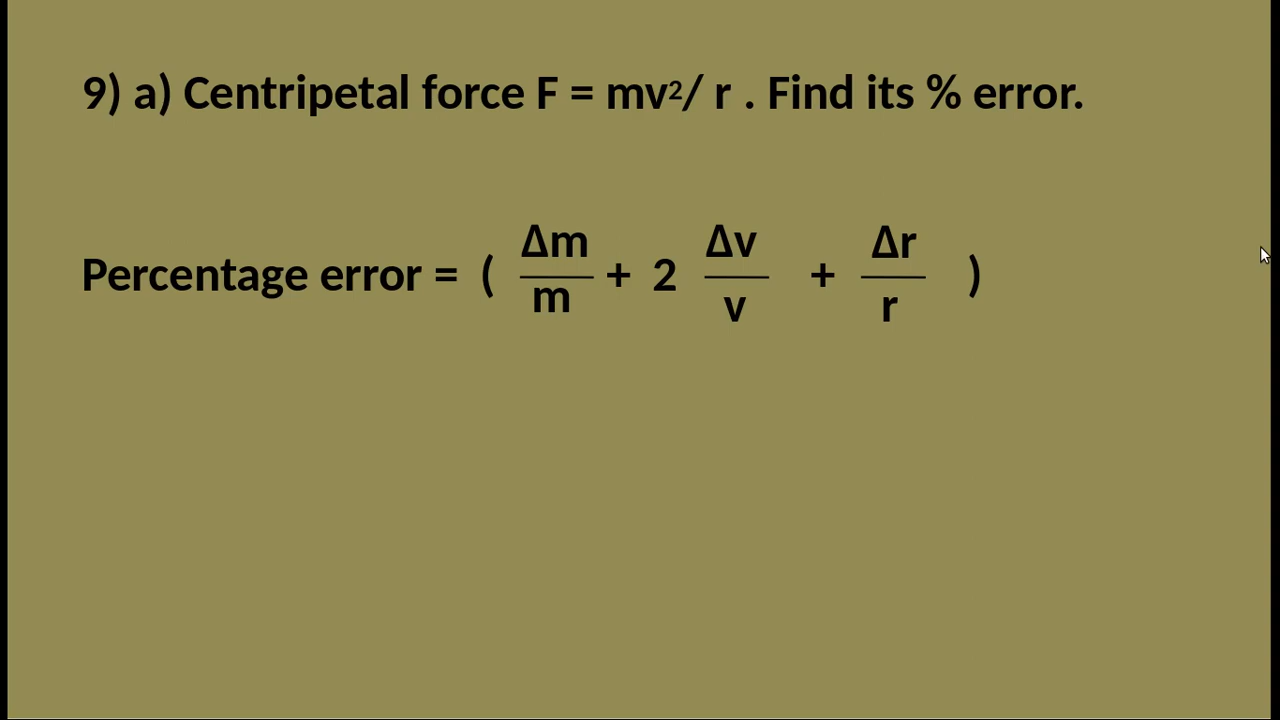 9) a) Centripetal force F = mv²/ r . Find its % error.
Δm Δv Δr
Percentage error = ( + 2 + )
m v r